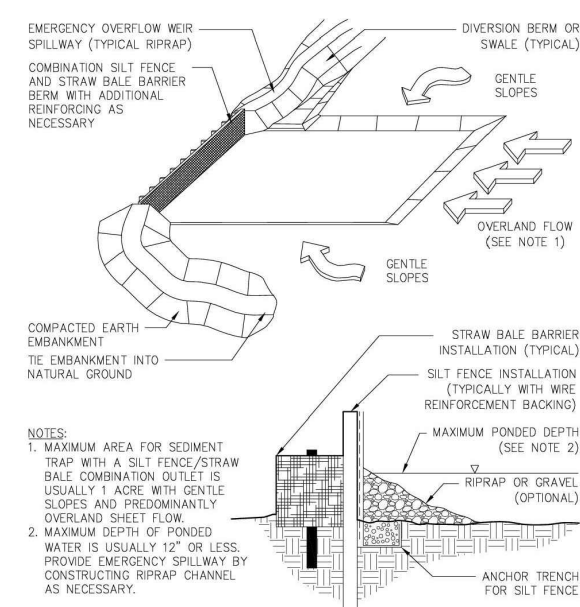 EMERGENCY OVERFLOW WEIR
SPILLWAY (TYPICAL RIPRAP)
COMBINATION SILT FENCE
AND STRAW BALE BARRIER
BERM WITH ADDITIONAL
REINFORCING AS
NECESSARY
DIVERSION BERM OR
SWALE (TYPICAL)
GENTLE
SLOPES
OVERLAND FLOW
(SEE NOTE 1)
GENTLE
SLOPES
COMPACTED EARTH
EMBANKMENT
TIE EMBANKMENT INTO
NATURAL GROUND
STRAW BALE BARRIER
INSTALLATION (TYPICAL)
SILT FENCE INSTALLATION
(TYPICALLY WITH WIRE
REINFORCEMENT BACKING)
MAXIMUM PONDED DEPTH
(SEE NOTE 2)
RIPRAP OR GRAVEL
(OPTIONAL)
ANCHOR TRENCH
FOR SILT FENCE
NOTES:
1. MAXIMUM AREA FOR SEDIMENT
TRAP WITH A SILT FENCE/STRAW
BALE COMBINATION OUTLET IS
USUALLY 1 ACRE WITH GENTLE
SLOPES AND PREDOMINANTLY
OVERLAND SHEET FLOW.
2. MAXIMUM DEPTH OF PONDED
WATER IS USUALLY 12" OR LESS.
PROVIDE EMERGENCY SPILLWAY BY
CONSTRUCTING RIPRAP CHANNEL
AS NECESSARY.